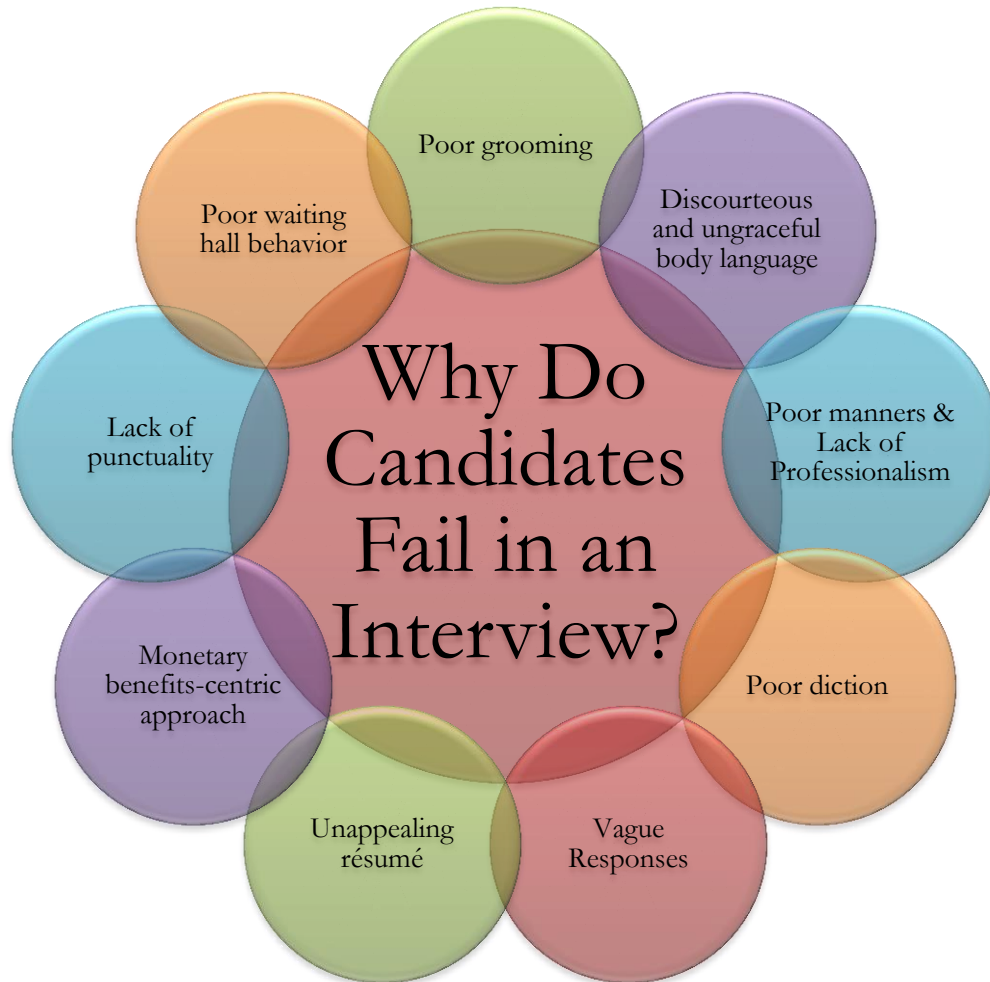 Why Do
Candidates
Fail in an
Interview?
Poor grooming
Discourteous
and ungraceful
body language
Poor manners &
Lack of
Professionalism
Poor diction
Vague
Responses
Unappealing
résumé
Monetary
benefits-centric
approach
Lack of
punctuality
Poor waiting
hall behavior